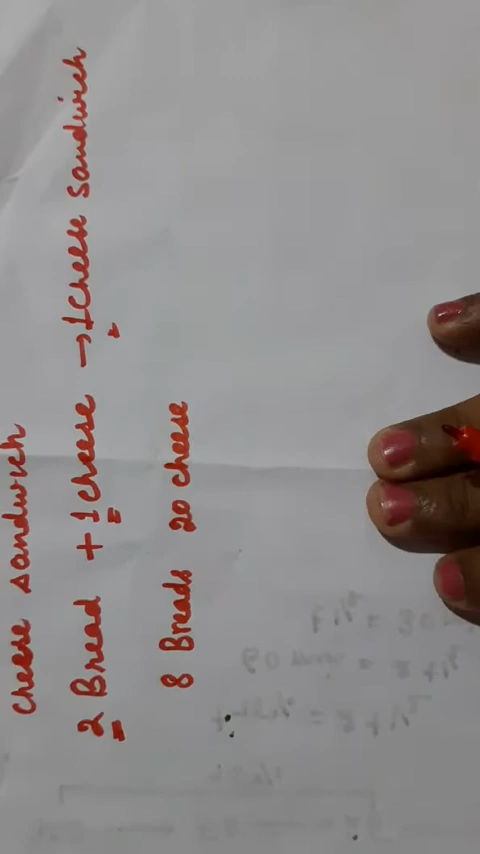 Cheese sandwich
2 Bread + 1 cheese → 1 Cheese sandwich
8 Breads 20 cheese